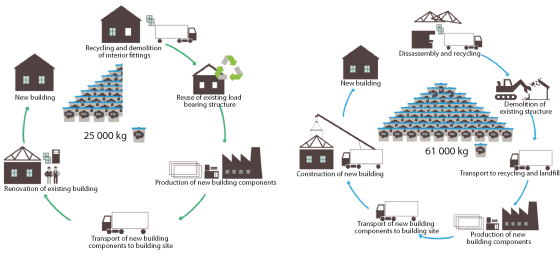 Recycling and demolition
of interior fittings
New building
Reuse of existing load
bearing structure
25 000 kg
Renovation of existing building
Production of new building components
Transport of new building
components to building site
Disassembly and recycling
New building
Demolition of
existing structure
61 000 kg
Construction of new building
Transport to recycling and landfill
Transport of new building
components to building site
Production of new
building components